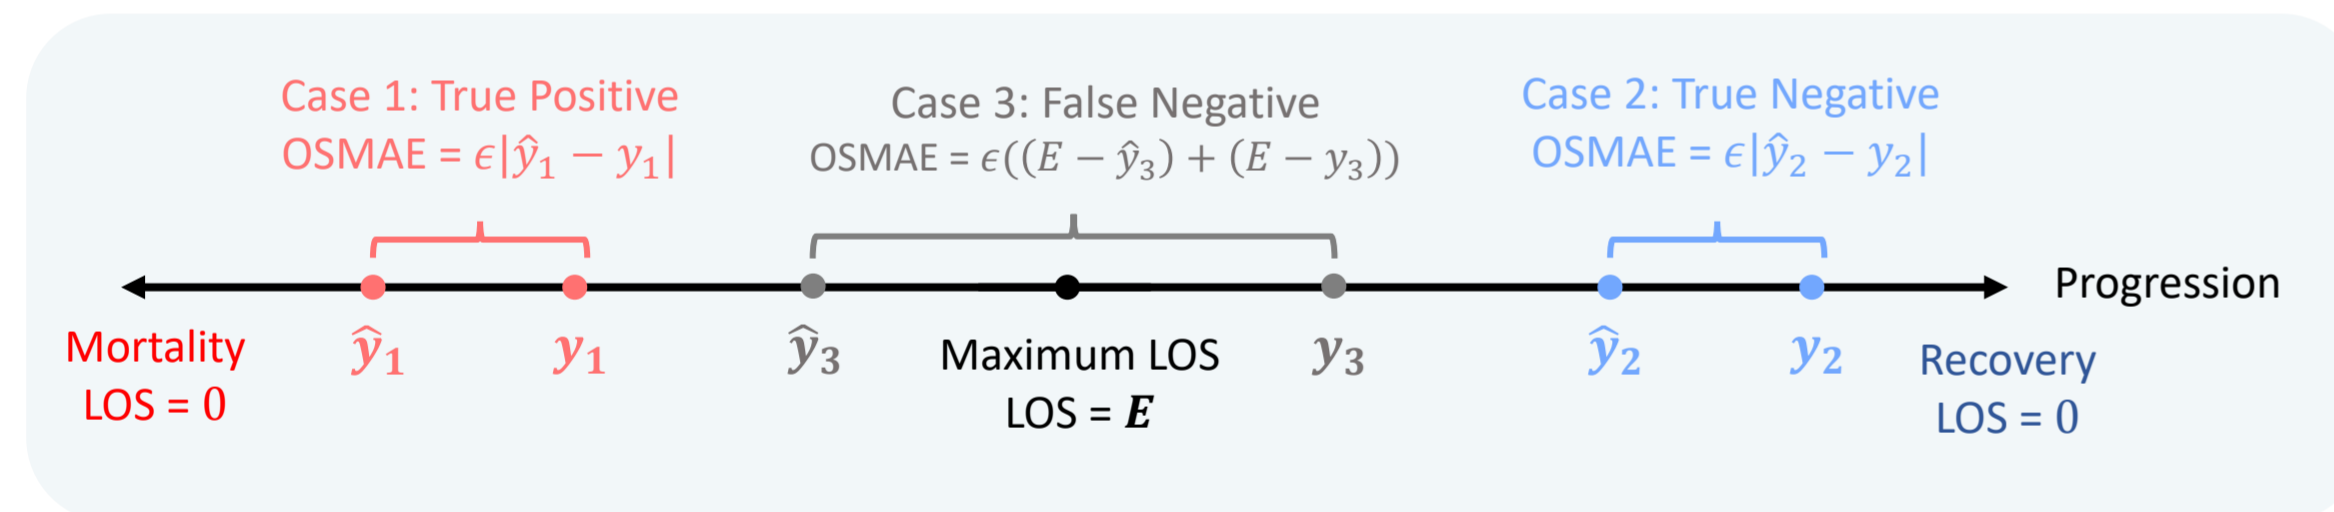 Case 1: True Positive
OSMAE = ϵ|ŷ₁ − y₁|
Case 3: False Negative
OSMAE = ϵ((E − ŷ₃) + (E − y₃))
Case 2: True Negative
OSMAE = ϵ|ŷ₂ − y₂|
Progression
Mortality
LOS = 0
ŷ₁
y₁
ŷ₃
Maximum LOS
LOS = E
y₃
ŷ₂
y₂
Recovery
LOS = 0